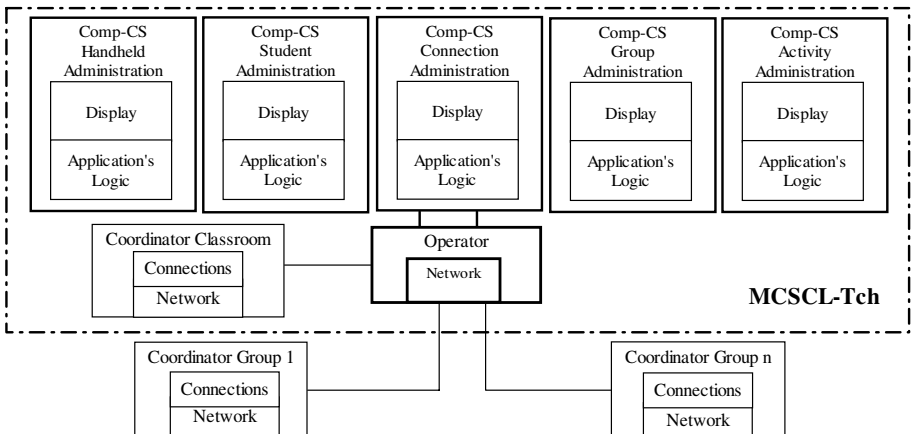 Comp-CS
Handheld
Administration
Display
Application's
Logic
Comp-CS
Student
Administration
Display
Application's
Logic
Comp-CS
Connection
Administration
Display
Application's
Logic
Comp-CS
Group
Administration
Display
Application's
Logic
Comp-CS
Activity
Administration
Display
Application's
Logic
Coordinator Classroom
Connections
Network
Operator
Network
MCSCL-Tch
Coordinator Group 1
Connections
Network
Coordinator Group n
Connections
Network